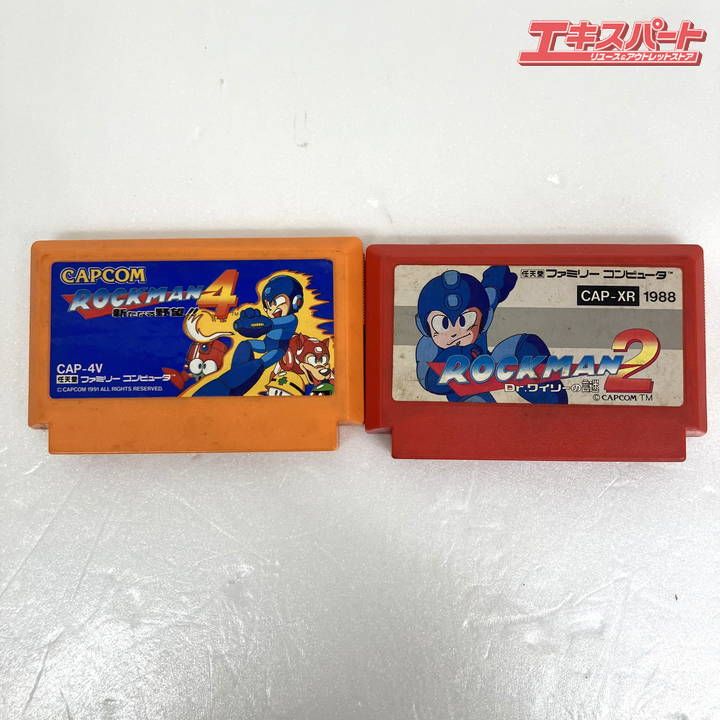 エキスパート
リユース&アウトレットストア
CAPCOM
ROCKMAN 4
新たなる野望!!
CAP-4V
任天堂 ファミリー コンピュータ
© CAPCOM 1991 ALL RIGHTS RESERVED.
任天堂 ファミリー コンピュータ™
CAP-XR 1988
ROCKMAN 2
Dr.ワイリーの謎
© CAPCOM TM